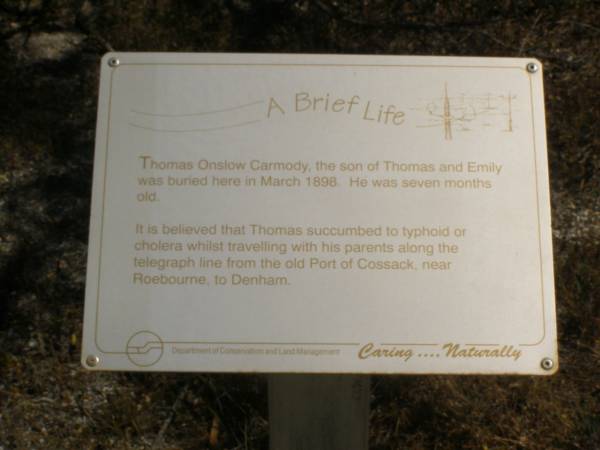 A Brief Life
Thomas Onslow Carmody, the son of Thomas and Emily
was buried here in March 1898. He was seven months
old.
It is believed that Thomas succumbed to typhoid or
cholera whilst travelling with his parents along the
telegraph line from the old Port of Cossack, near
Roebourne, to Denham.
Department of Conservation and Land Management
Caring .... Naturally